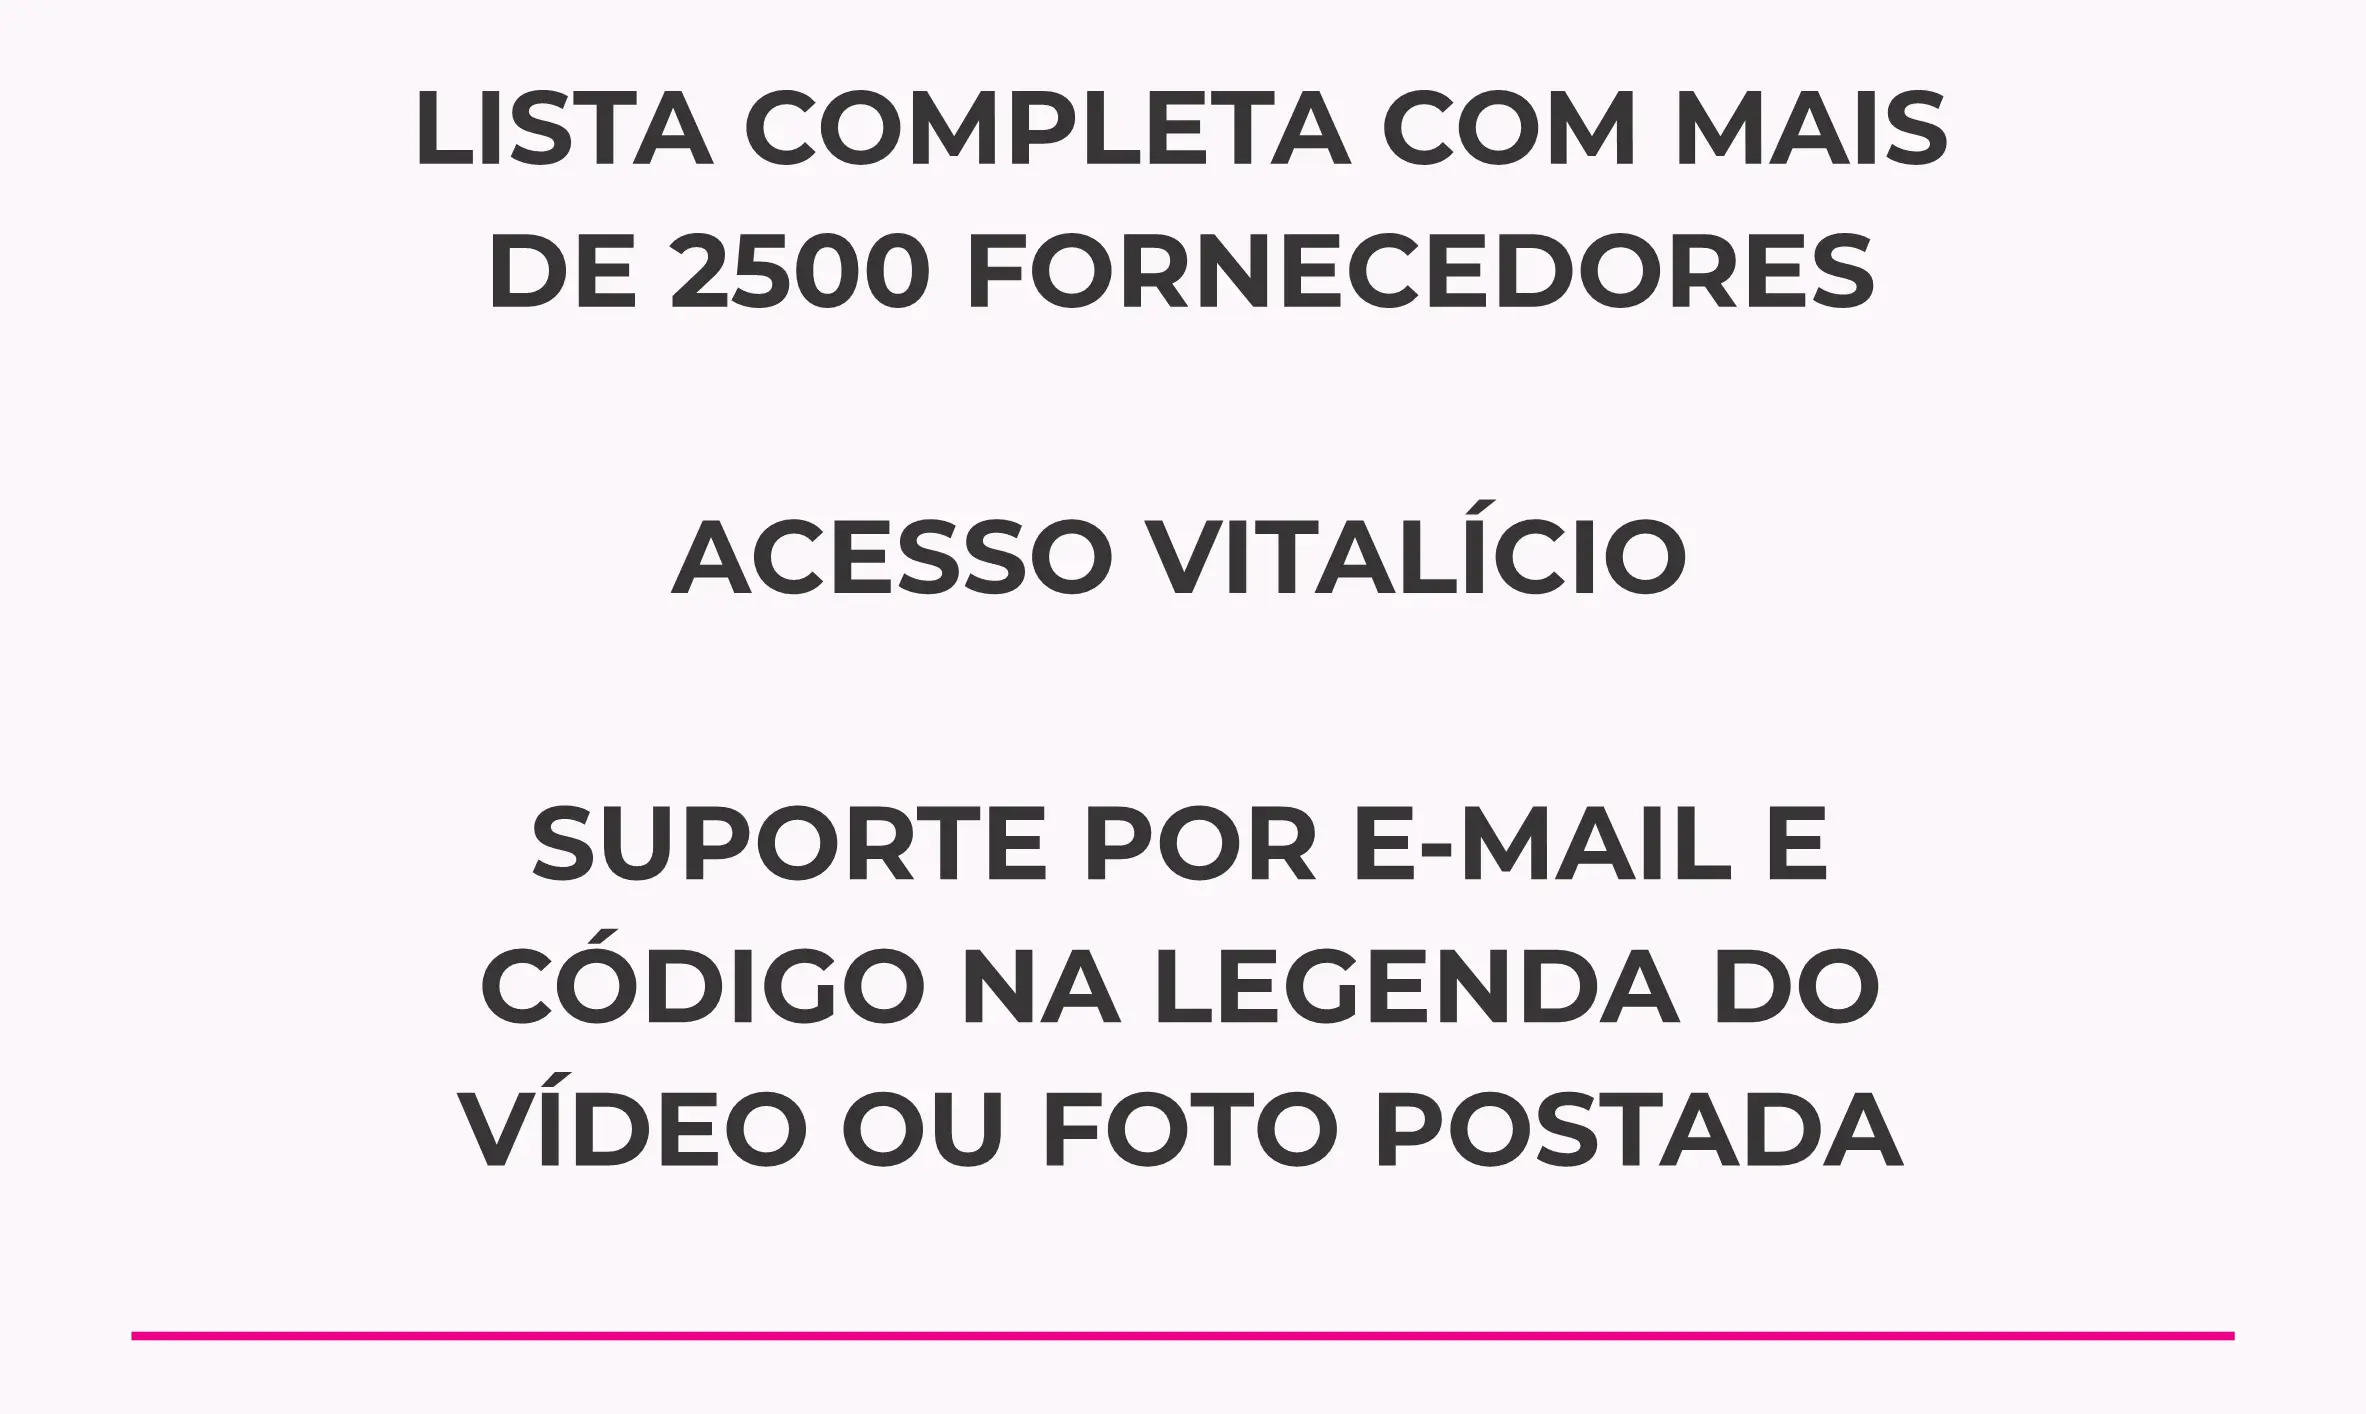 LISTA COMPLETA COM MAIS
DE 2500 FORNECEDORES
ACESSO VITALÍCIO
SUPORTE POR E-MAIL E
CÓDIGO NA LEGENDA DO
VÍDEO OU FOTO POSTADA